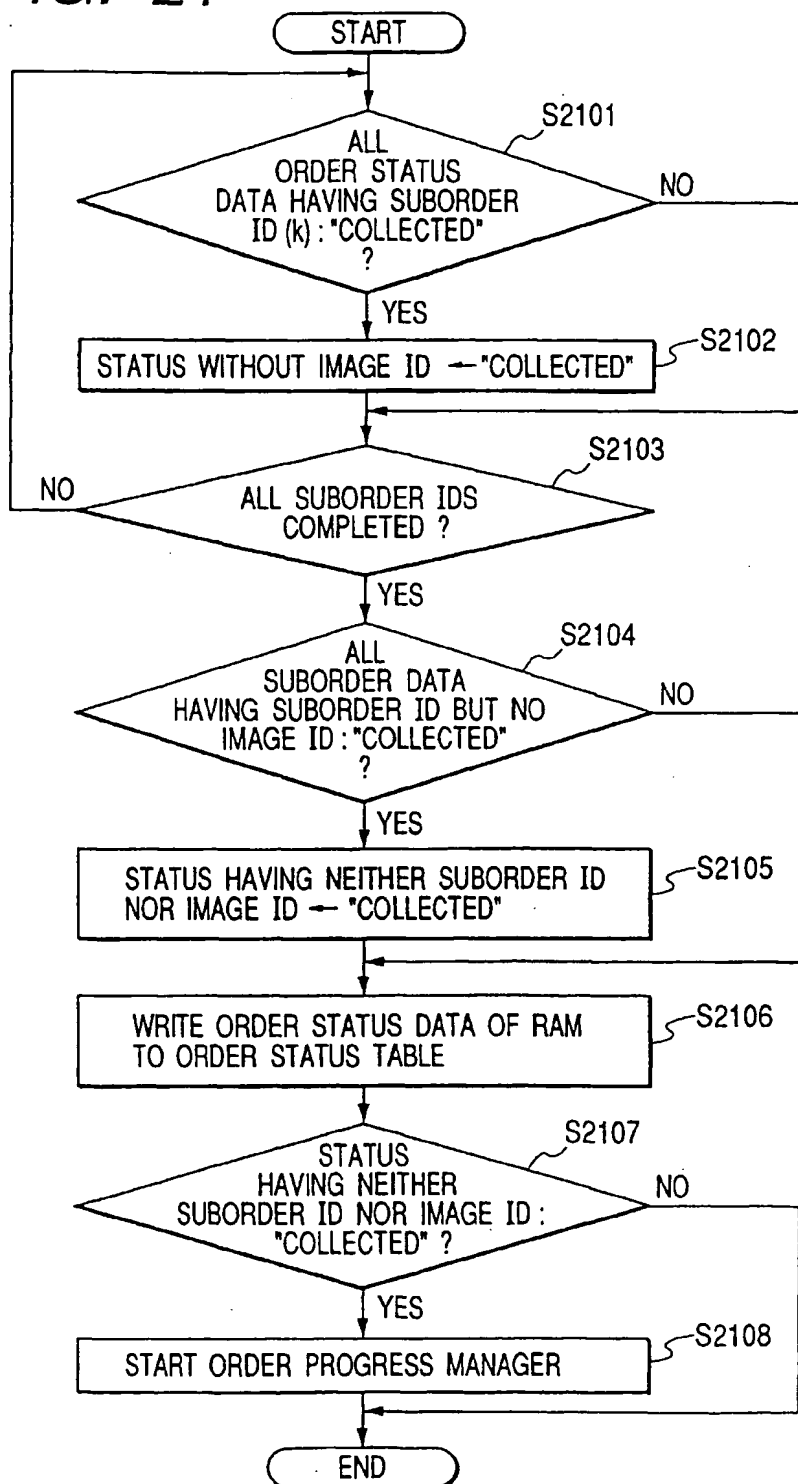 START
S2101
ALL
ORDER STATUS
DATA HAVING SUBORDER
ID (k) : "COLLECTED"
?
NO
YES
S2102
STATUS WITHOUT IMAGE ID ← "COLLECTED"
S2103
NO
ALL SUBORDER IDS
COMPLETED ?
YES
S2104
ALL
SUBORDER DATA
HAVING SUBORDER ID BUT NO
IMAGE ID : "COLLECTED"
?
NO
YES
S2105
STATUS HAVING NEITHER SUBORDER ID
NOR IMAGE ID ← "COLLECTED"
S2106
WRITE ORDER STATUS DATA OF RAM
TO ORDER STATUS TABLE
S2107
STATUS
HAVING NEITHER
SUBORDER ID NOR IMAGE ID :
"COLLECTED" ?
NO
YES
S2108
START ORDER PROGRESS MANAGER
END